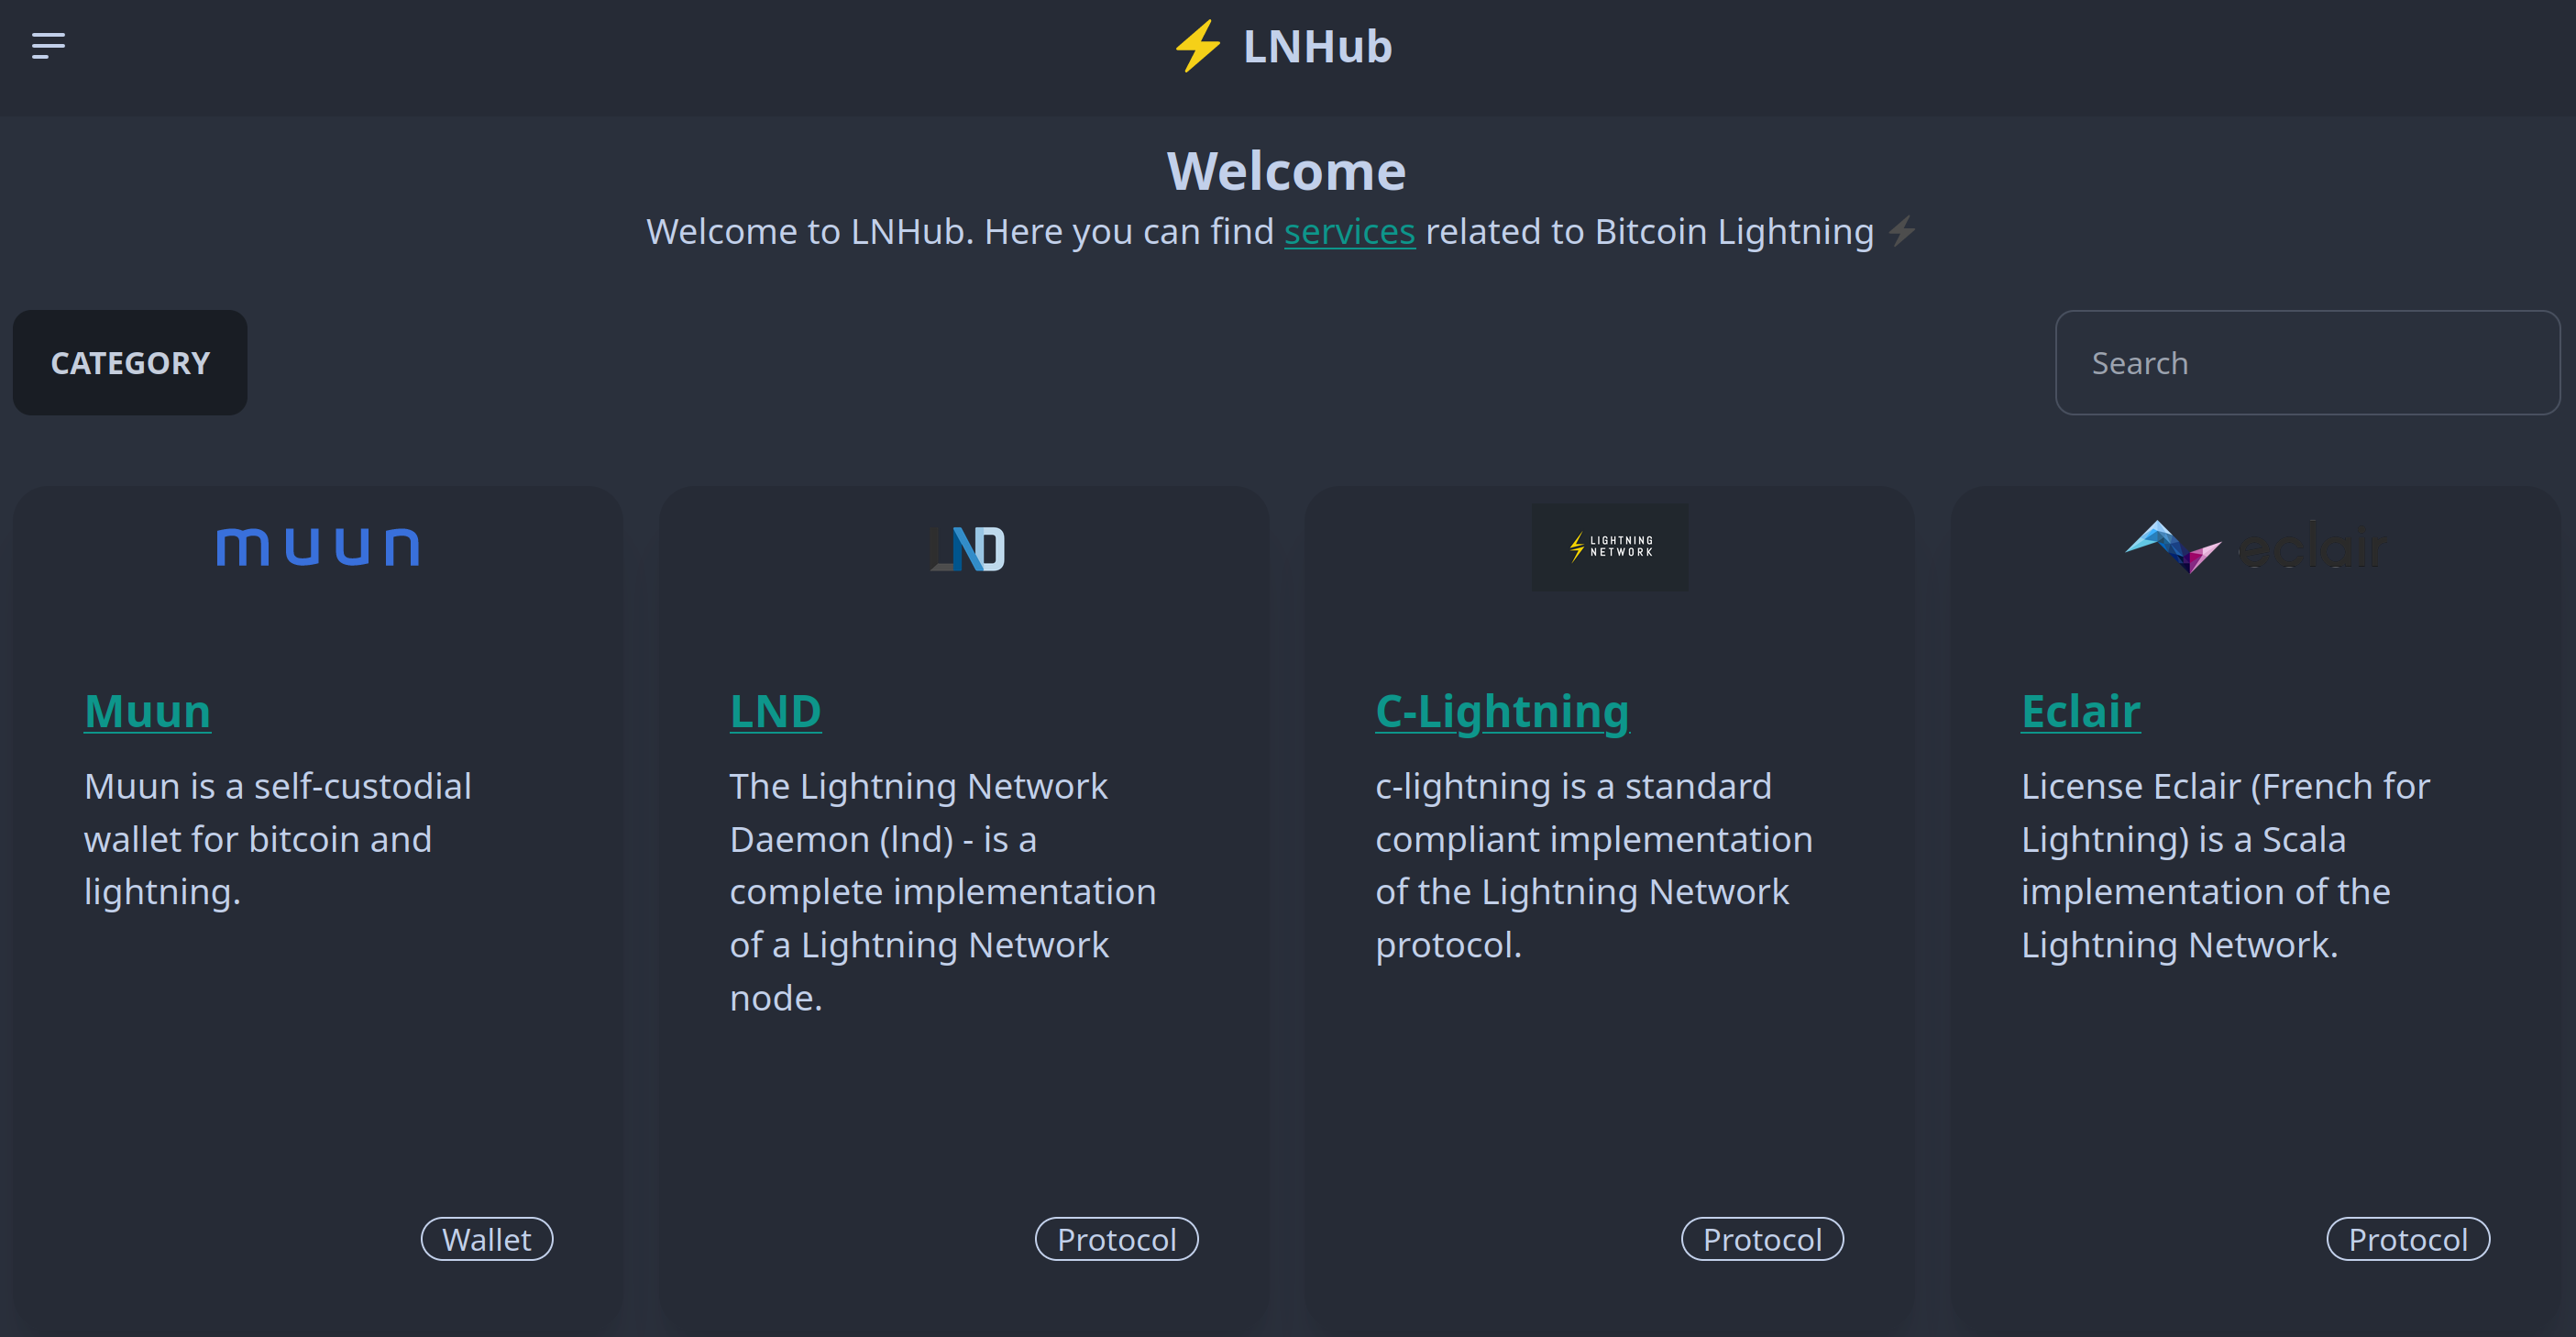 ⚡ LNHub
Welcome
Welcome to LNHub. Here you can find services related to Bitcoin Lightning ⚡
CATEGORY
Search
muun
Muun
Muun is a self-custodial
wallet for bitcoin and
lightning.
Wallet
LND
LND
The Lightning Network
Daemon (lnd) - is a
complete implementation
of a Lightning Network
node.
Protocol
LIGHTNING
NETWORK
C-Lightning
c-lightning is a standard
compliant implementation
of the Lightning Network
protocol.
Protocol
eclair
Eclair
License Eclair (French for
Lightning) is a Scala
implementation of the
Lightning Network.
Protocol